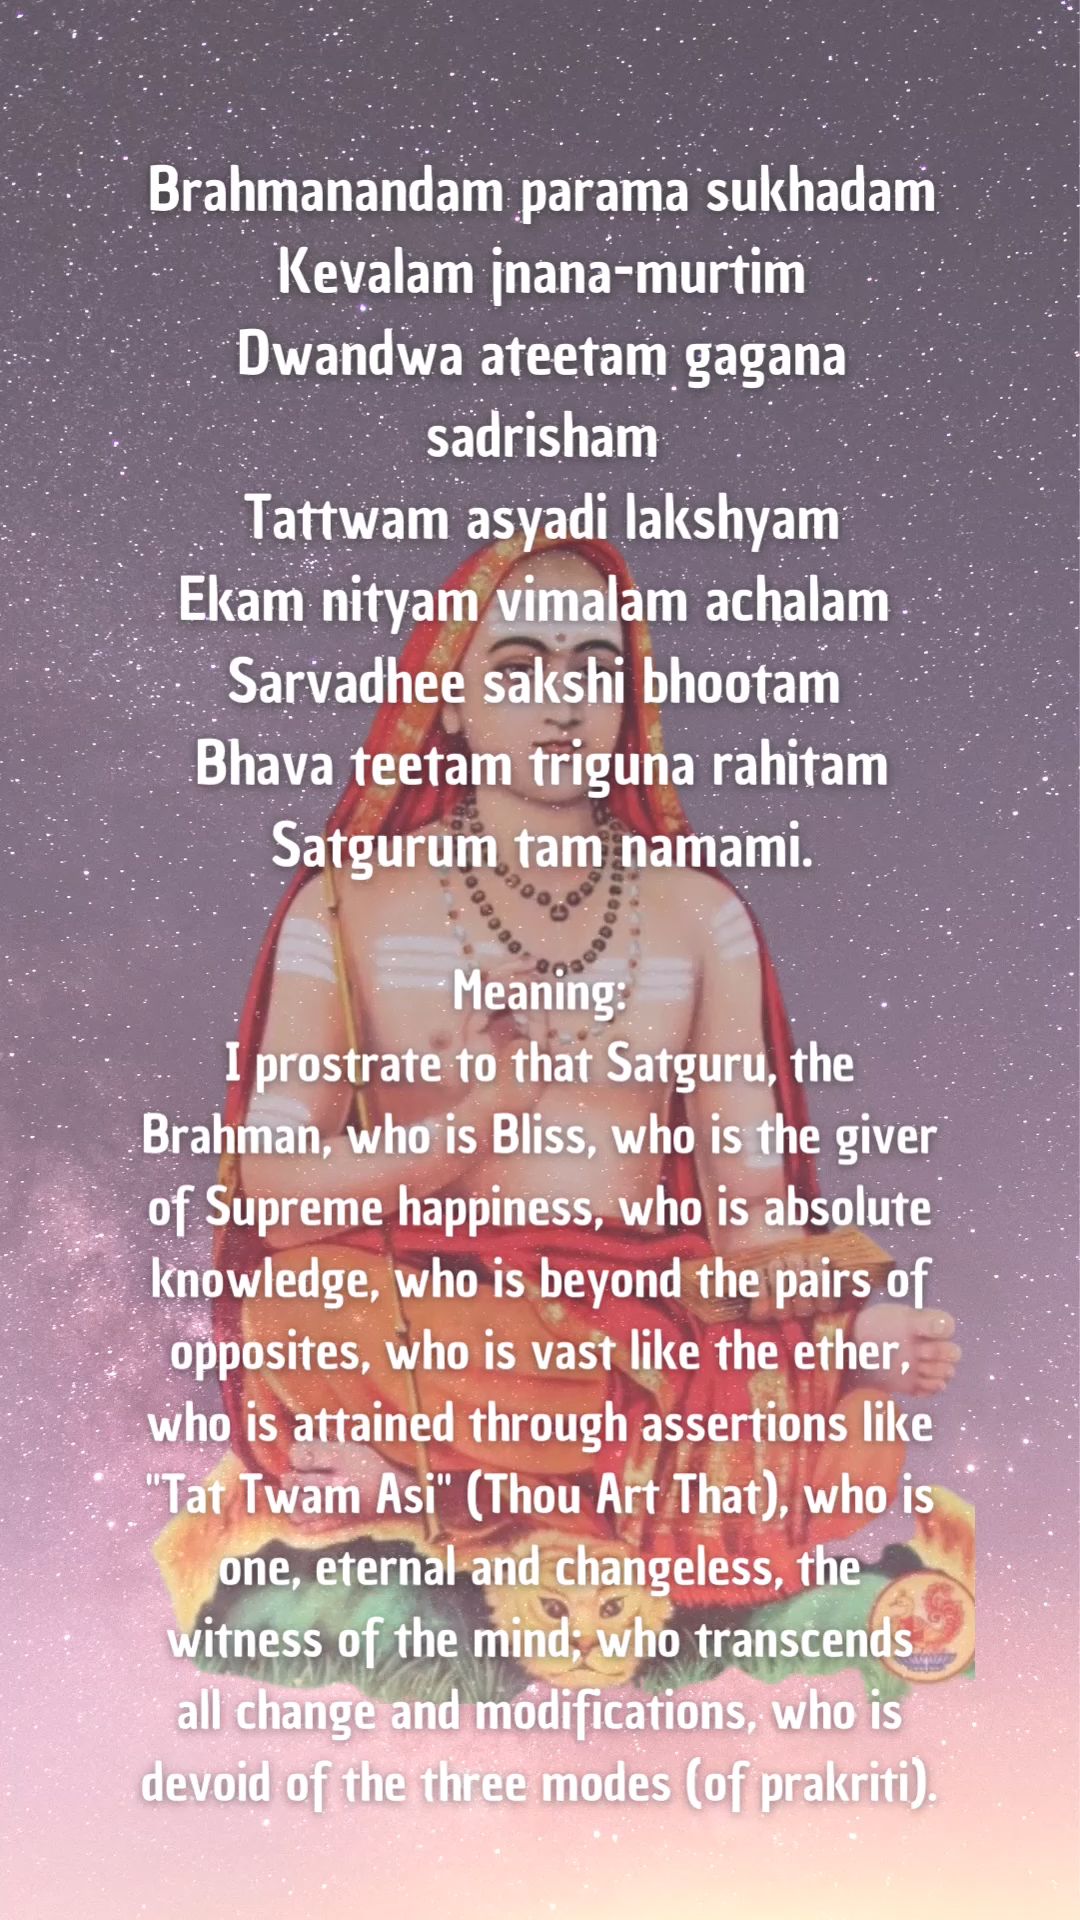 Brahmanandam parama sukhadam
Kevalam jnana-murtim
Dwandwa ateetam gagana
sadrisham
Tattwam asyadi lakshyam
Ekam nityam vimalam achalam
Sarvadhee sakshi bhootam
Bhava teetam triguna rahitam
Satgurum tam namami.
Meaning:
I prostrate to that Satguru, the
Brahman, who is Bliss, who is the giver
of Supreme happiness, who is absolute
knowledge, who is beyond the pairs of
opposites, who is vast like the ether,
who is attained through assertions like
"Tat Twam Asi" (Thou Art That), who is
one, eternal and changeless, the
witness of the mind; who transcends
all change and modifications, who is
devoid of the three modes (of prakriti).